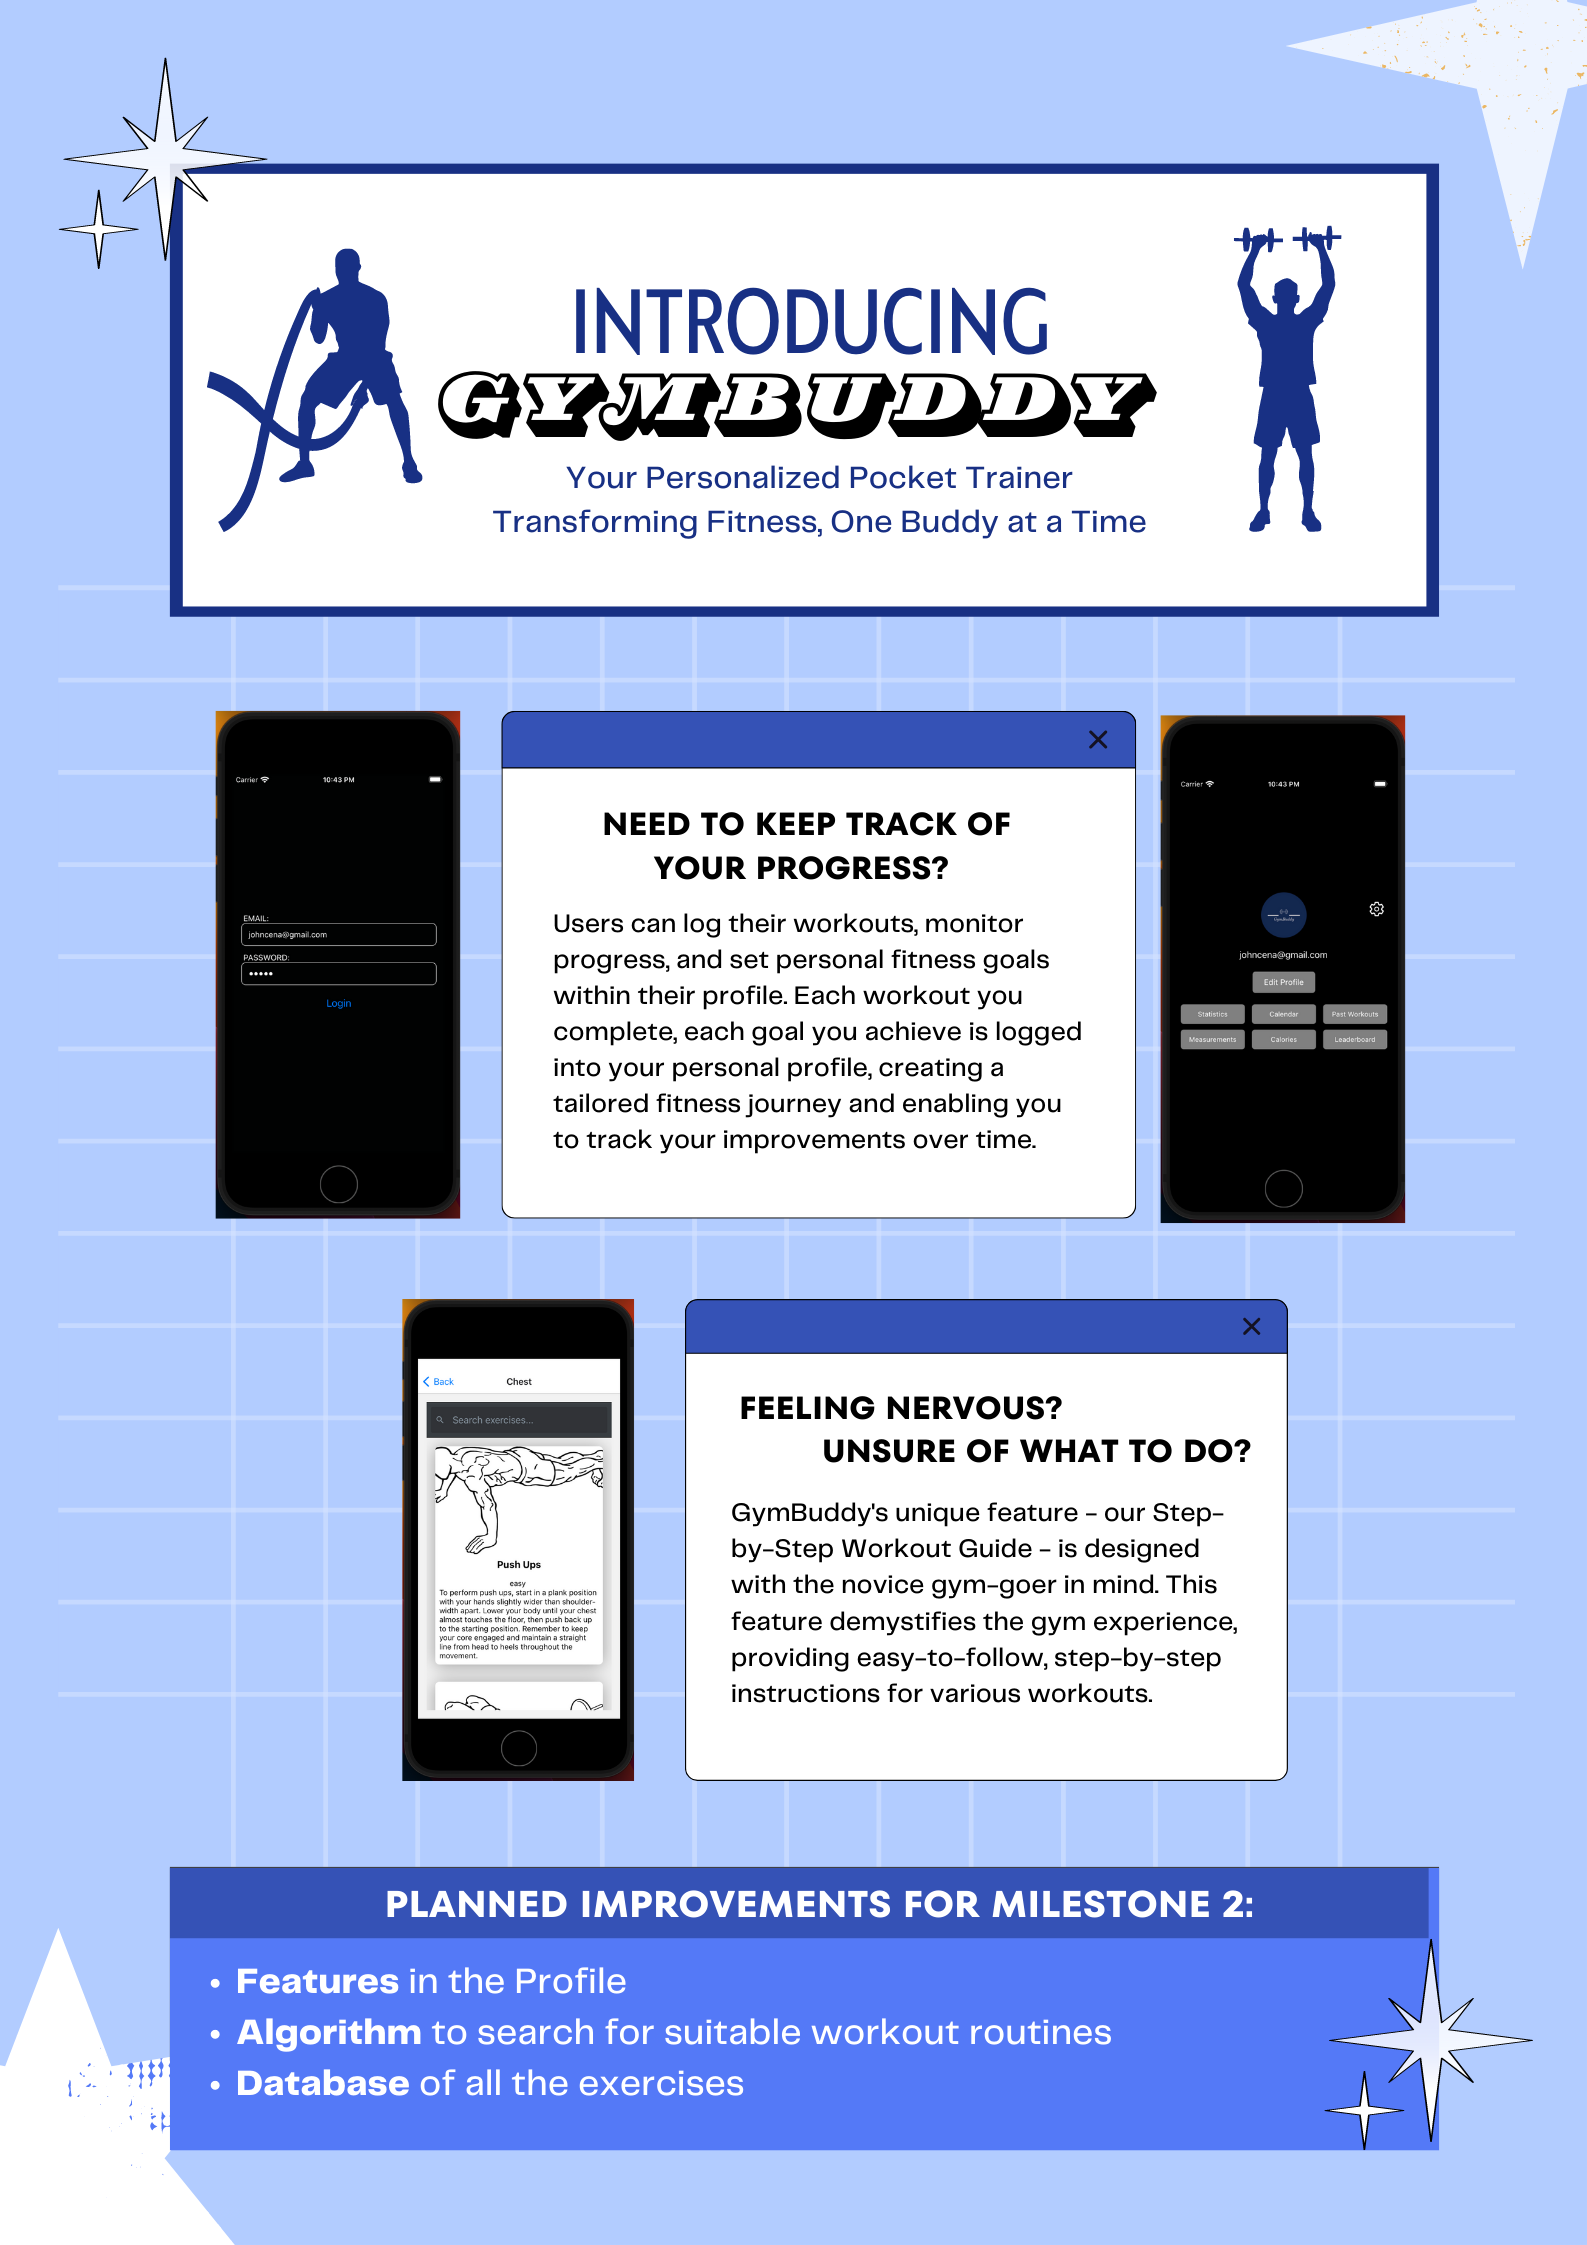 INTRODUCING
GYMBUDDY
Your Personalized Pocket Trainer
Transforming Fitness, One Buddy at a Time
Carrier
10:43 PM
EMAIL:
johncena@gmail.com
PASSWORD:
•••••
Login
NEED TO KEEP TRACK OF
YOUR PROGRESS?
Users can log their workouts, monitor
progress, and set personal fitness goals
within their profile. Each workout you
complete, each goal you achieve is logged
into your personal profile, creating a
tailored fitness journey and enabling you
to track your improvements over time.
Carrier
10:43 PM
GymBuddy
johncena@gmail.com
Edit Profile
Statistics Calendar Past Workouts
Measurements Calories Leaderboard
Back Chest
Search exercises...
Push Ups
easy
To perform push ups, start in a plank position
with your hands slightly wider than shoulder-
width apart. Lower your body until your chest
almost touches the floor, then push back up
to the starting position. Remember to keep
your core engaged and maintain a straight
line from head to heels throughout the
movement.
FEELING NERVOUS?
UNSURE OF WHAT TO DO?
GymBuddy's unique feature - our Step-
by-Step Workout Guide - is designed
with the novice gym-goer in mind. This
feature demystifies the gym experience,
providing easy-to-follow, step-by-step
instructions for various workouts.
PLANNED IMPROVEMENTS FOR MILESTONE 2:
• Features in the Profile
• Algorithm to search for suitable workout routines
• Database of all the exercises